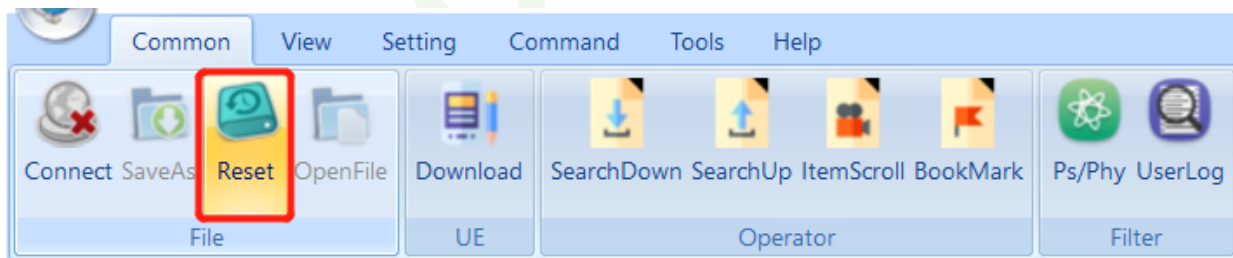 Common View Setting Command Tools Help
Connect SaveAs Reset OpenFile Download SearchDown SearchUp ItemScroll BookMark Ps/Phy UserLog
File UE Operator Filter